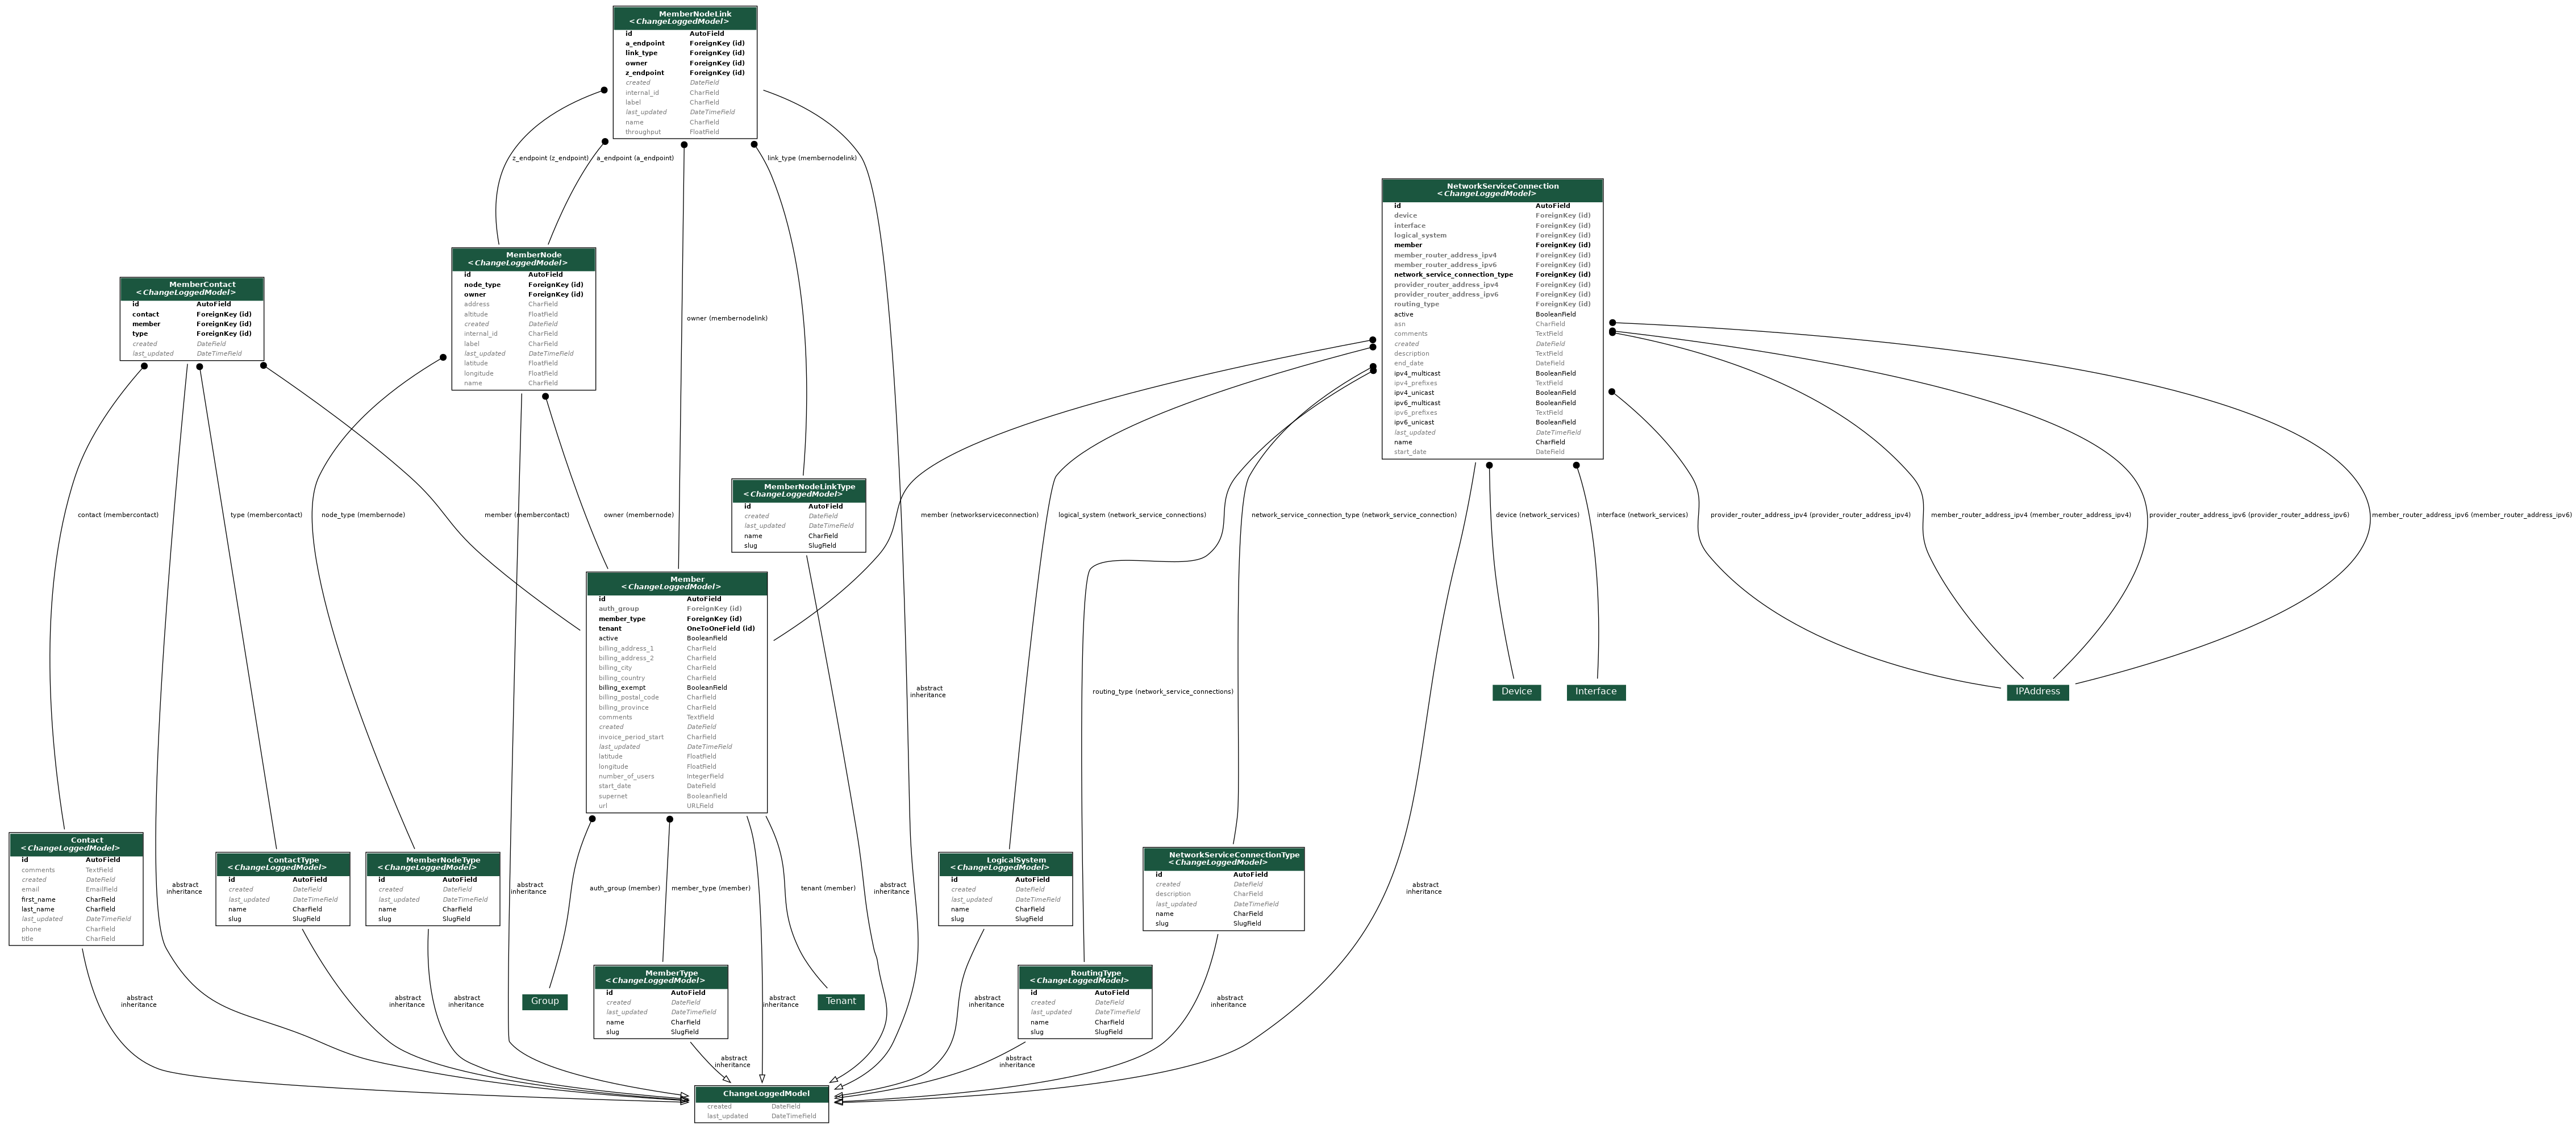 MemberNodeLink
<ChangeLoggedModel>
id AutoField
a_endpoint ForeignKey (id)
link_type ForeignKey (id)
owner ForeignKey (id)
z_endpoint ForeignKey (id)
created DateField
internal_id CharField
label CharField
last_updated DateTimeField
name CharField
throughput FloatField
z_endpoint (z_endpoint)
a_endpoint (a_endpoint)
link_type (membernodelink)
NetworkServiceConnection
<ChangeLoggedModel>
id AutoField
device ForeignKey (id)
interface ForeignKey (id)
logical_system ForeignKey (id)
member ForeignKey (id)
member_router_address_ipv4 ForeignKey (id)
member_router_address_ipv6 ForeignKey (id)
network_service_connection_type ForeignKey (id)
provider_router_address_ipv4 ForeignKey (id)
provider_router_address_ipv6 ForeignKey (id)
routing_type ForeignKey (id)
active BooleanField
asn CharField
comments TextField
created DateField
description TextField
end_date DateField
ipv4_multicast BooleanField
ipv4_prefixes TextField
ipv4_unicast BooleanField
ipv6_multicast BooleanField
ipv6_prefixes TextField
ipv6_unicast BooleanField
last_updated DateTimeField
name CharField
start_date DateField
MemberNode
<ChangeLoggedModel>
id AutoField
node_type ForeignKey (id)
owner ForeignKey (id)
address CharField
altitude FloatField
created DateField
internal_id CharField
label CharField
last_updated DateTimeField
latitude FloatField
longitude FloatField
name CharField
MemberContact
<ChangeLoggedModel>
id AutoField
contact ForeignKey (id)
member ForeignKey (id)
type ForeignKey (id)
created DateField
last_updated DateTimeField
owner (membernodelink)
MemberNodeLinkType
<ChangeLoggedModel>
id AutoField
created DateField
last_updated DateTimeField
name CharField
slug SlugField
contact (membercontact)
type (membercontact)
node_type (membernode)
member (membercontact)
owner (membernode)
member (networkserviceconnection)
logical_system (network_service_connections)
network_service_connection_type (network_service_connection)
device (network_services)
interface (network_services)
provider_router_address_ipv4 (provider_router_address_ipv4)
member_router_address_ipv4 (member_router_address_ipv4)
provider_router_address_ipv6 (provider_router_address_ipv6)
member_router_address_ipv6 (member_router_address_ipv6)
Member
<ChangeLoggedModel>
id AutoField
auth_group ForeignKey (id)
member_type ForeignKey (id)
tenant OneToOneField (id)
active BooleanField
billing_address_1 CharField
billing_address_2 CharField
billing_city CharField
billing_country CharField
billing_exempt BooleanField
billing_postal_code CharField
billing_province CharField
comments TextField
created DateField
invoice_period_start CharField
last_updated DateTimeField
latitude FloatField
longitude FloatField
number_of_users IntegerField
start_date DateField
supernet BooleanField
url URLField
abstract
inheritance
routing_type (network_service_connections)
Device
Interface
IPAddress
Contact
<ChangeLoggedModel>
id AutoField
comments TextField
created DateField
email EmailField
first_name CharField
last_name CharField
last_updated DateTimeField
phone CharField
title CharField
abstract
inheritance
ContactType
<ChangeLoggedModel>
id AutoField
created DateField
last_updated DateTimeField
name CharField
slug SlugField
MemberNodeType
<ChangeLoggedModel>
id AutoField
created DateField
last_updated DateTimeField
name CharField
slug SlugField
abstract
inheritance
auth_group (member)
member_type (member)
tenant (member)
abstract
inheritance
LogicalSystem
<ChangeLoggedModel>
id AutoField
created DateField
last_updated DateTimeField
name CharField
slug SlugField
NetworkServiceConnectionType
<ChangeLoggedModel>
id AutoField
created DateField
description CharField
last_updated DateTimeField
name CharField
slug SlugField
abstract
inheritance
abstract
inheritance
abstract
inheritance
abstract
inheritance
Group
MemberType
<ChangeLoggedModel>
id AutoField
created DateField
last_updated DateTimeField
name CharField
slug SlugField
abstract
inheritance
Tenant
abstract
inheritance
RoutingType
<ChangeLoggedModel>
id AutoField
created DateField
last_updated DateTimeField
name CharField
slug SlugField
abstract
inheritance
abstract
inheritance
abstract
inheritance
ChangeLoggedModel
created DateField
last_updated DateTimeField